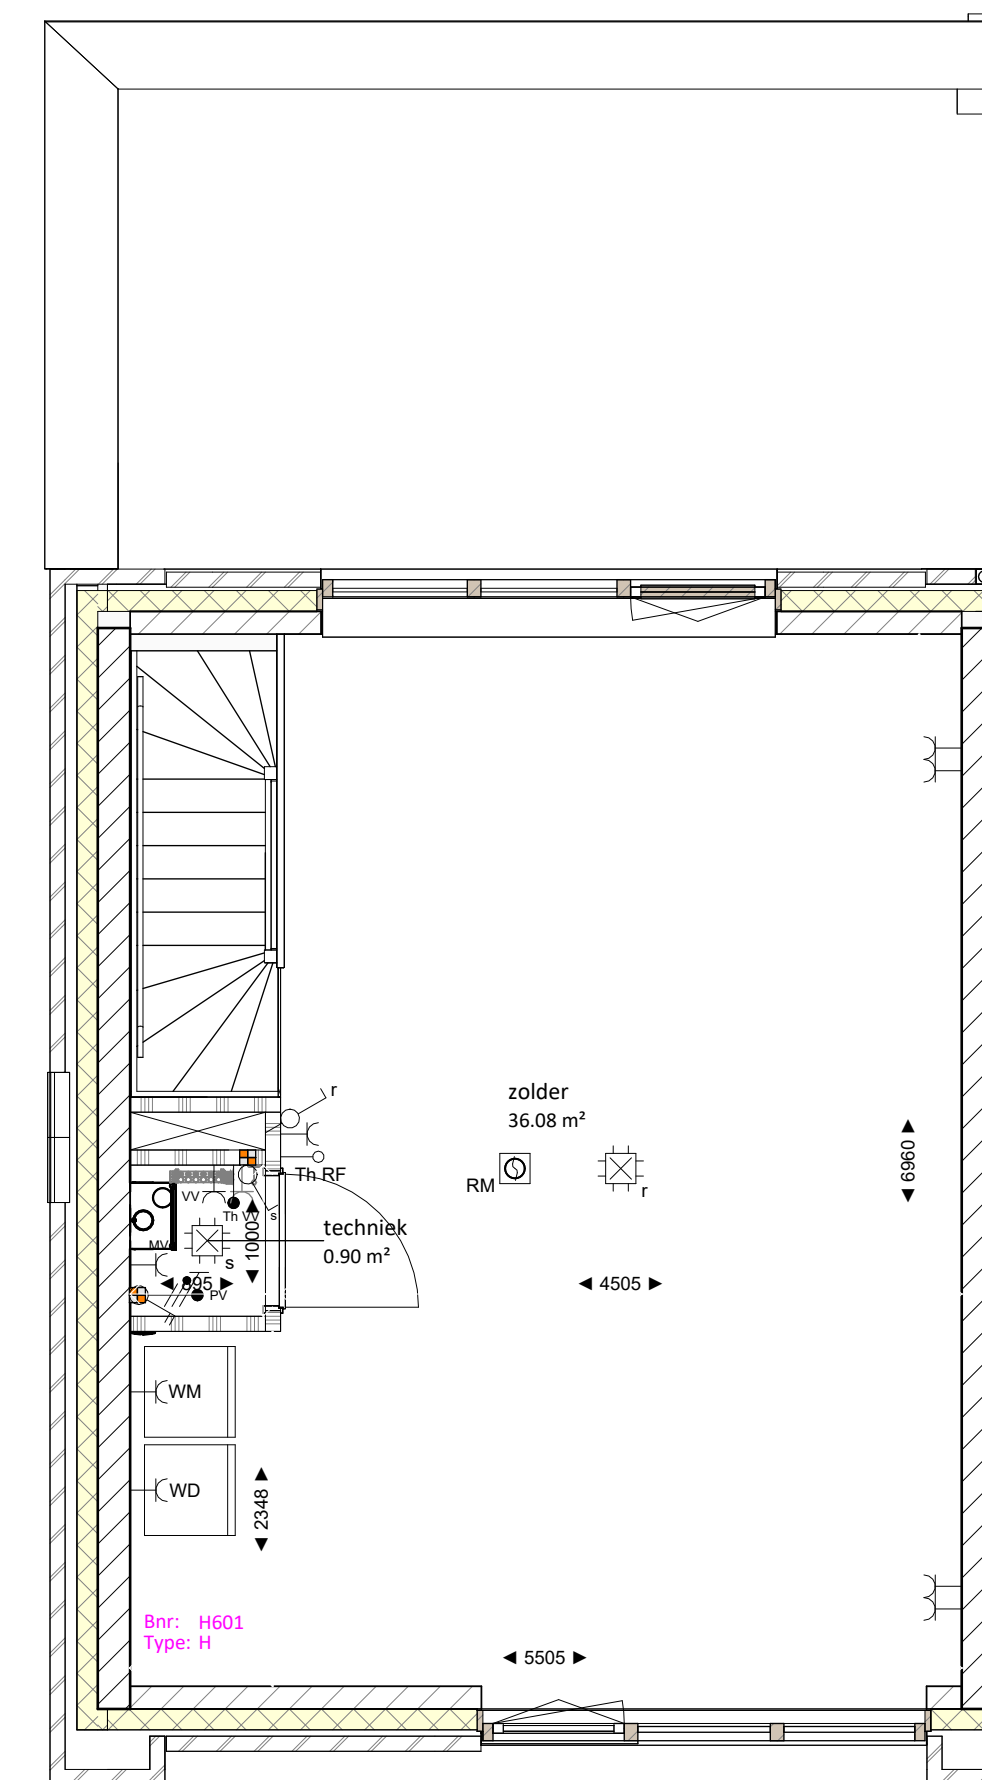 r
zolder
36.08 m²
6960
Th RF
RM
r
VV
Th VV
s
techniek
0.90 m²
1000
MV
s
895
4505
PV
WM
WD
2348
Bnr: H601
Type: H
5505